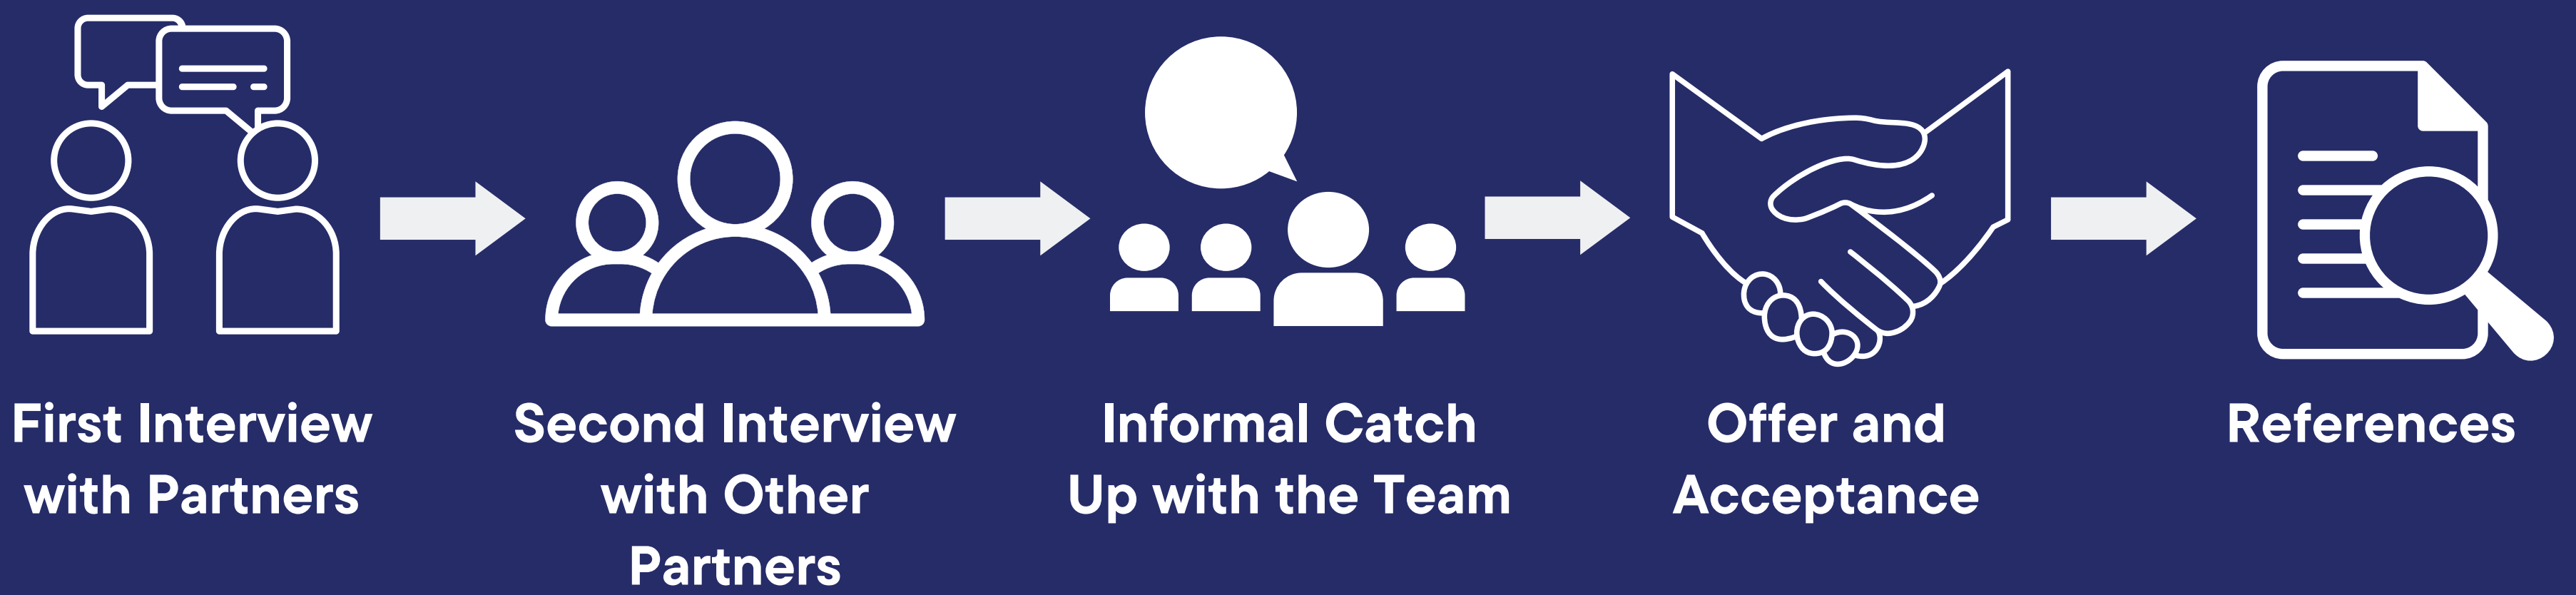 First Interview
with Partners
Second Interview
with Other
Partners
Informal Catch
Up with the Team
Offer and
Acceptance
References